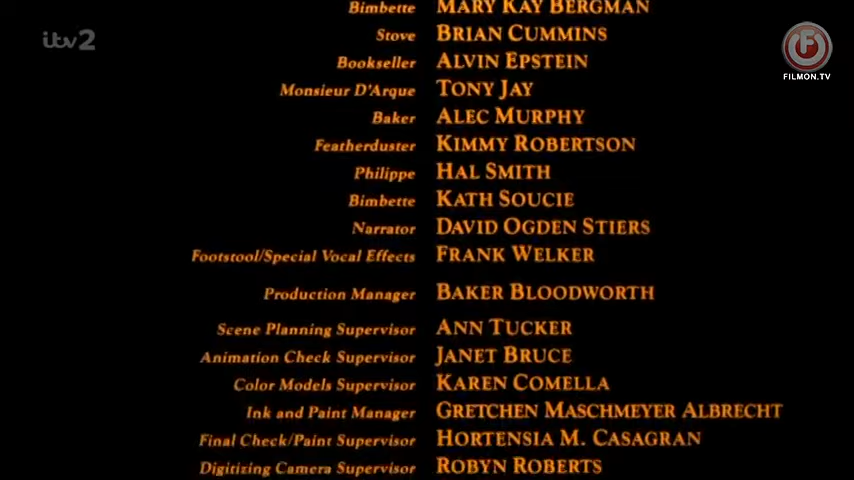 Bimbette MARY KAY BERGMAN
itv2
Stove BRIAN CUMMINS
Bookseller ALVIN EPSTEIN
FILMON.TV
Monsieur D'Arque TONY JAY
Baker ALEC MURPHY
Featherduster KIMMY ROBERTSON
Philippe HAL SMITH
Bimbette KATH SOUCIE
Narrator DAVID OGDEN STIERS
Footstool/Special Vocal Effects FRANK WELKER
Production Manager BAKER BLOODWORTH
Scene Planning Supervisor ANN TUCKER
Animation Check Supervisor JANET BRUCE
Color Models Supervisor KAREN COMELLA
Ink and Paint Manager GRETCHEN MASCHMEYER ALBRECHT
Final Check/Paint Supervisor HORTENSIA M. CASAGRAN
Digitizing Camera Supervisor ROBYN ROBERTS